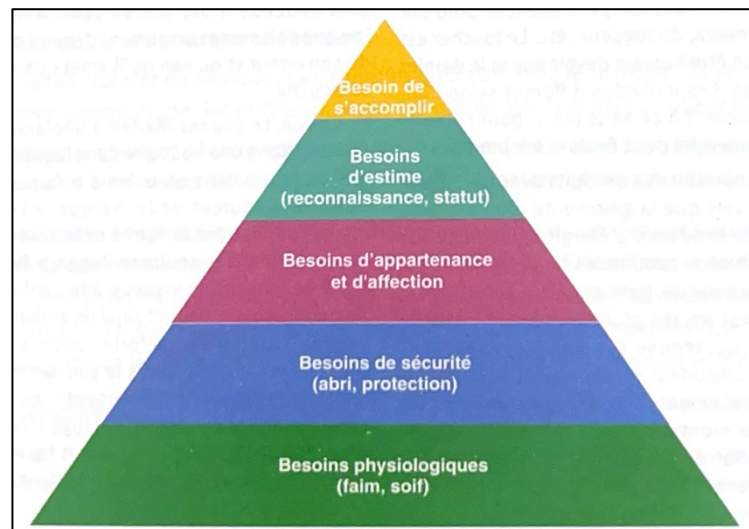 Besoin de
s'accomplir
Besoins
d'estime
(reconnaissance, statut)
Besoins d'appartenance
et d'affection
Besoins de sécurité
(abri, protection)
Besoins physiologiques
(faim, soif)